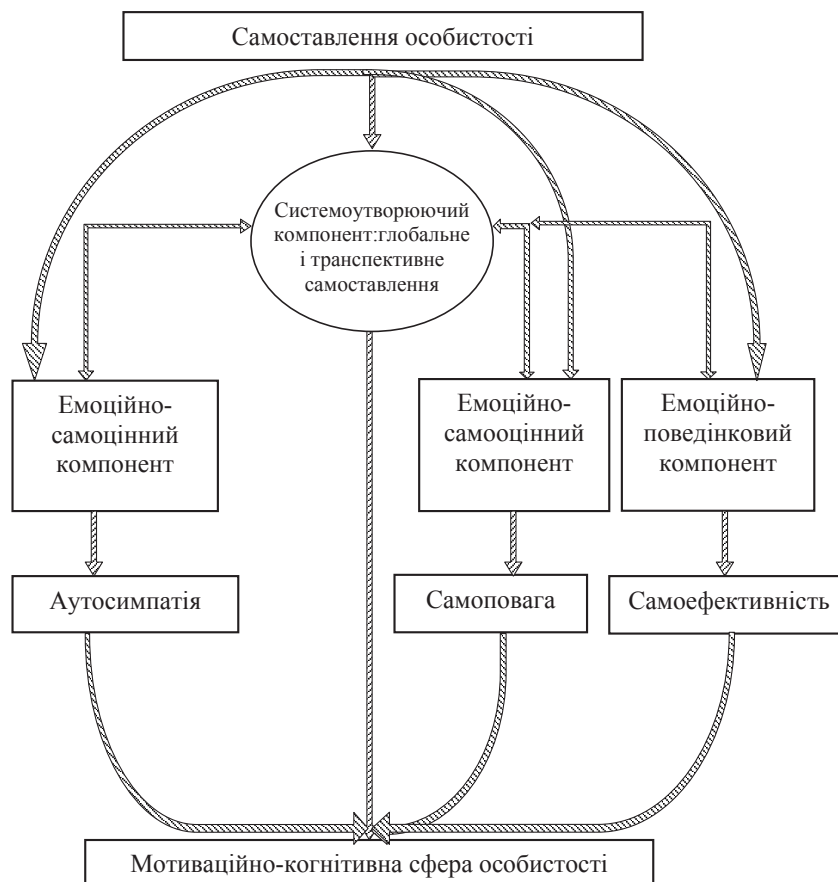 Самоставлення особистості
Системоутворюючий
компонент:глобальне
і транспективне
самоставлення
Емоційно-
самоцінний
компонент
Емоційно-
самооцінний
компонент
Емоційно-
поведінковий
компонент
Аутосимпатія
Самоповага
Самоефективність
Мотиваційно-когнітивна сфера особистості